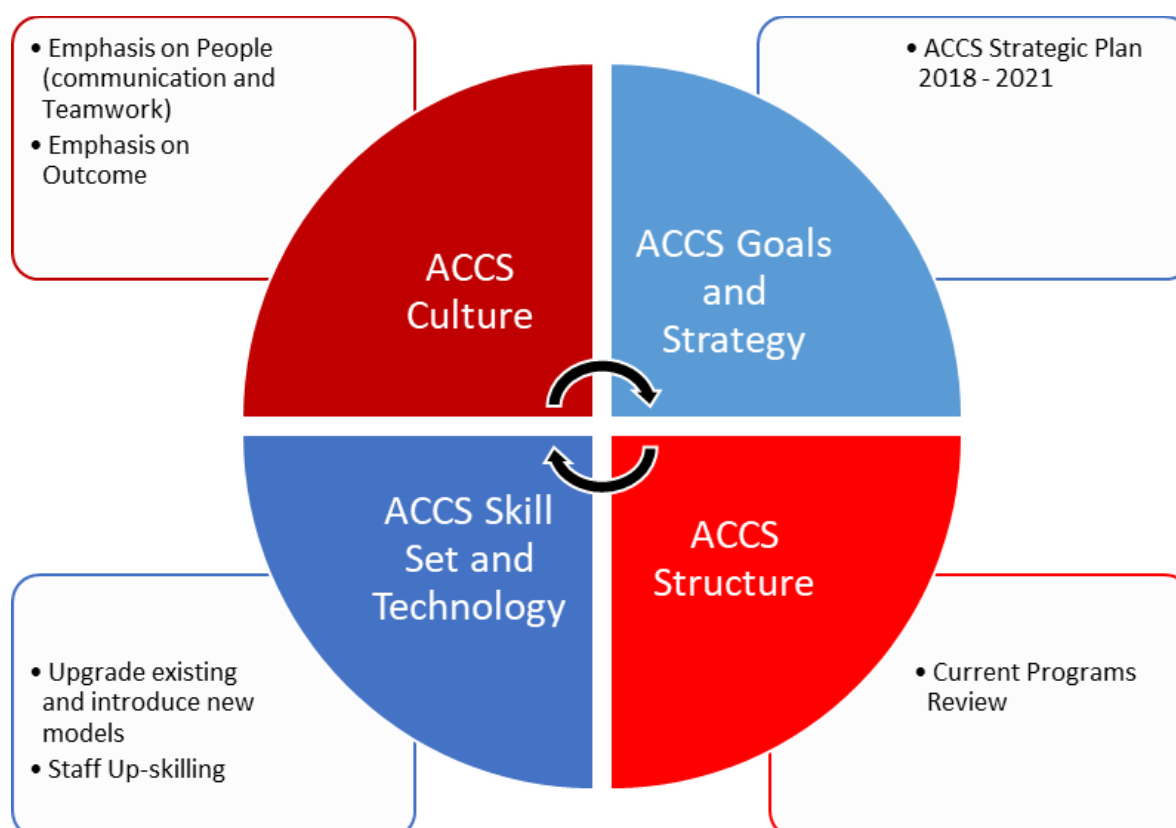 • Emphasis on People
(communication and
Teamwork)
• Emphasis on
Outcome
• ACCS Strategic Plan
2018 - 2021
ACCS
Culture
ACCS Goals
and
Strategy
ACCS Skill
Set and
Technology
ACCS
Structure
• Upgrade existing
and introduce new
models
• Staff Up-skilling
• Current Programs
Review